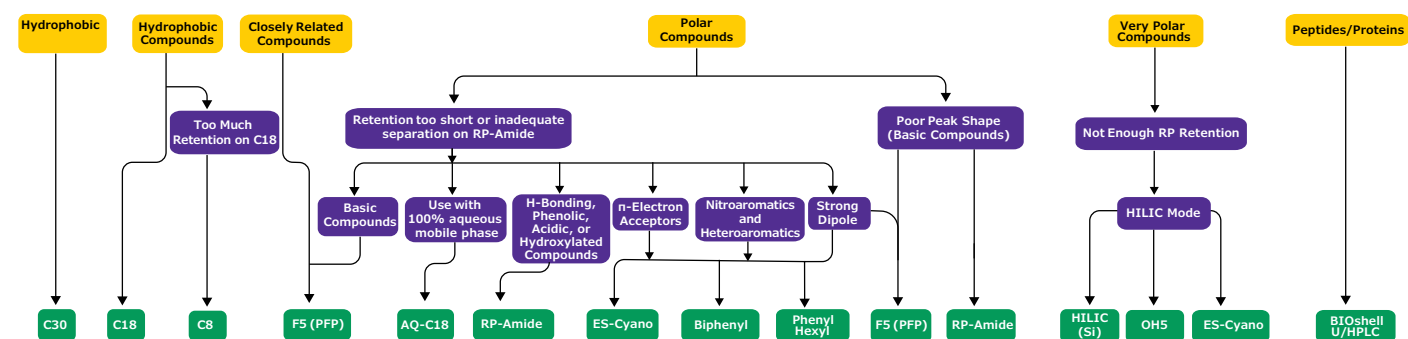 Hydrophobic
Hydrophobic
Compounds
Closely Related
Compounds
Polar
Compounds
Very Polar
Compounds
Peptides/Proteins
Too Much
Retention on C18
Retention too short or inadequate
separation on RP-Amide
Poor Peak Shape
(Basic Compounds)
Not Enough RP Retention
Basic
Compounds
Use with
100% aqueous
mobile phase
H-Bonding,
Phenolic,
Acidic, or
Hydroxylated
Compounds
π-Electron
Acceptors
Nitroaromatics
and
Heteroaromatics
Strong
Dipole
HILIC Mode
C30
C18
C8
F5 (PFP)
AQ-C18
RP-Amide
ES-Cyano
Biphenyl
Phenyl
Hexyl
F5 (PFP)
RP-Amide
HILIC
(Si)
OH5
ES-Cyano
BIOshell
U/HPLC